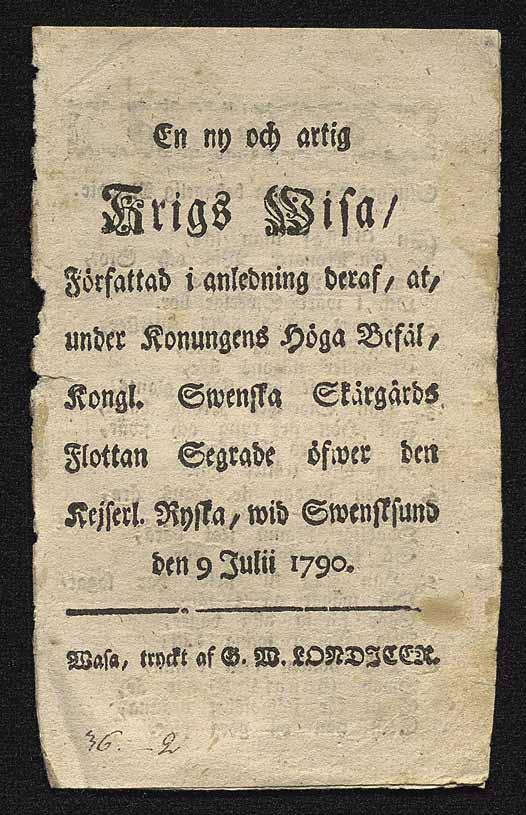 En ny och artig
Krigs Wisa/
Författad i anledning deraf, at,
under Konungens Höga Befäl,
Kongl. Swenska Skärgårds
Flottan Segrade öfwer den
Kejserl. Ryska, wid Swensksund
den 9 Julii 1790.
Wasa, tryckt af G. W. LONDICER.
36. _ 2